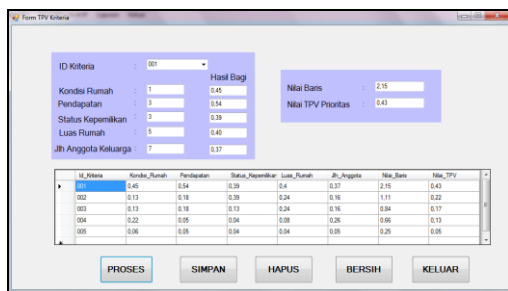 Form TPV Kriteria
ID Kriteria : 001
Hasil Bagi
Kondisi Rumah : 1 0,45
Pendapatan : 3 0,54
Status Kepemilikan : 3 0,39
Luas Rumah : 5 0,40
Jlh Anggota Keluarga : 7 0,37
Nilai Baris : 2,15
Nilai TPV Prioritas : 0,43
Id_Kriteria Kondisi_Rumah Pendapatan Status_Kepemilikan Luas_Rumah Jlh_Anggota Nilai_Baris Nilai_TPV
001 0,45 0,54 0,39 0,4 0,37 2,15 0,43
002 0,13 0,18 0,39 0,24 0,16 1,11 0,22
003 0,13 0,18 0,13 0,24 0,16 0,84 0,17
004 0,22 0,05 0,04 0,08 0,26 0,66 0,13
005 0,06 0,05 0,04 0,04 0,05 0,25 0,05
PROSES SIMPAN HAPUS BERSIH KELUAR